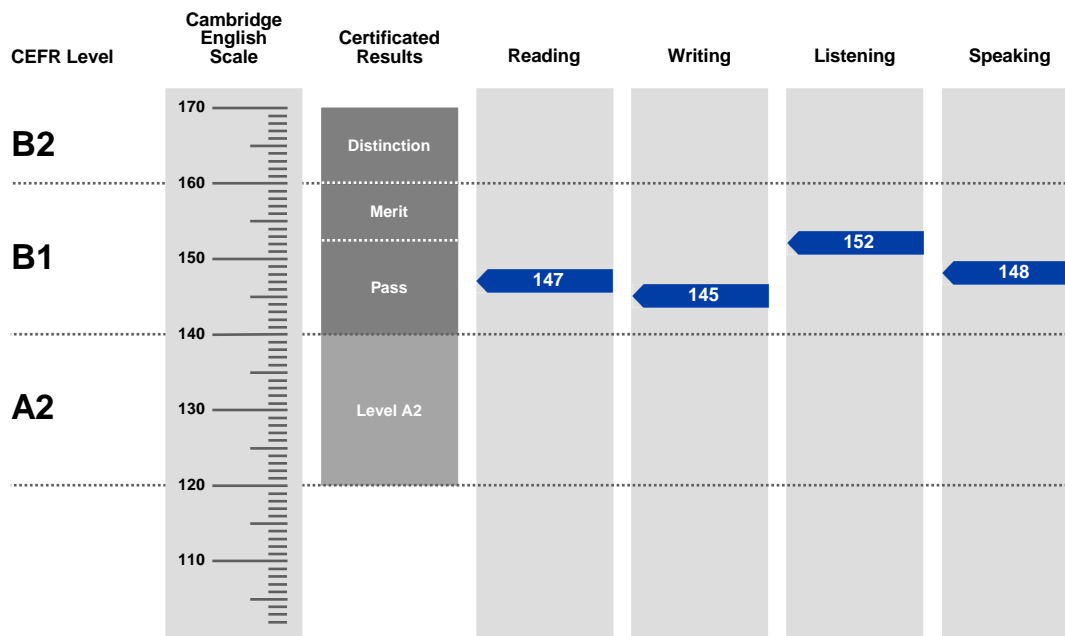 CEFR Level
Cambridge
English
Scale
Certificated
Results
Reading
Writing
Listening
Speaking
170
B2
Distinction
160
Merit
B1
150
152
Pass
147
145
148
140
A2
130
Level A2
120
110